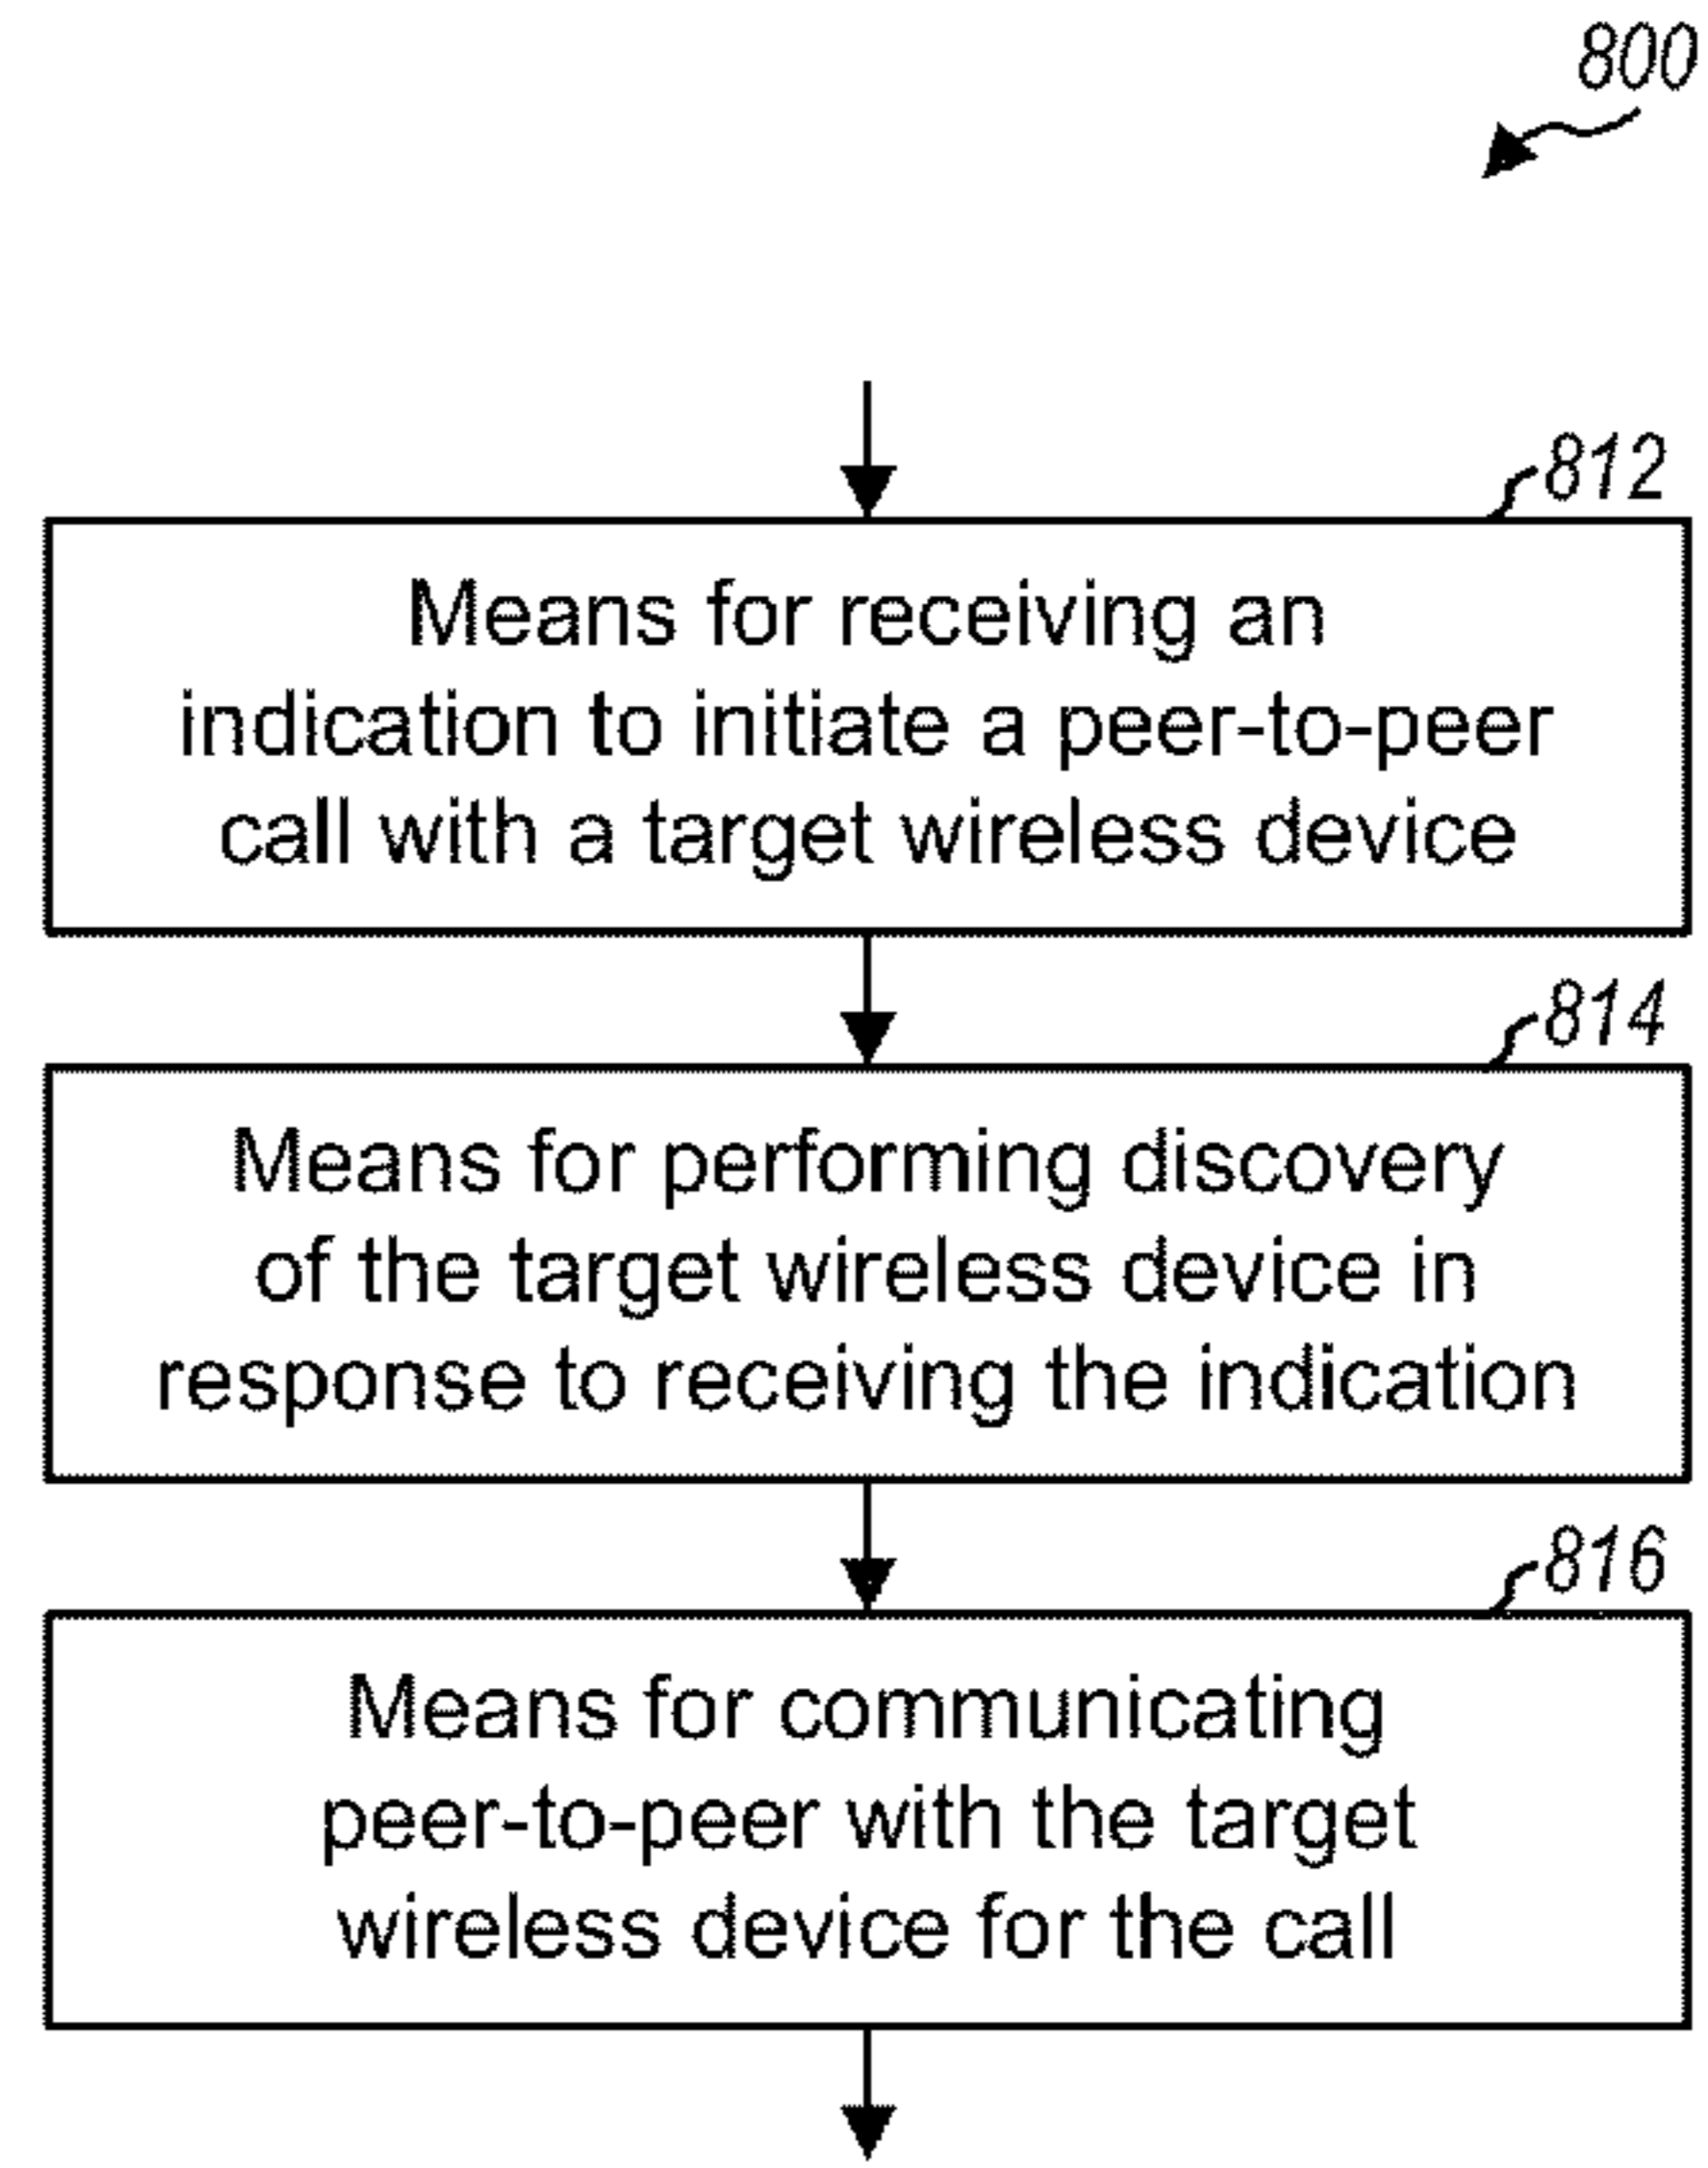 800
812
Means for receiving an
indication to initiate a peer-to-peer
call with a target wireless device
814
Means for performing discovery
of the target wireless device in
response to receiving the indication
816
Means for communicating
peer-to-peer with the target
wireless device for the call